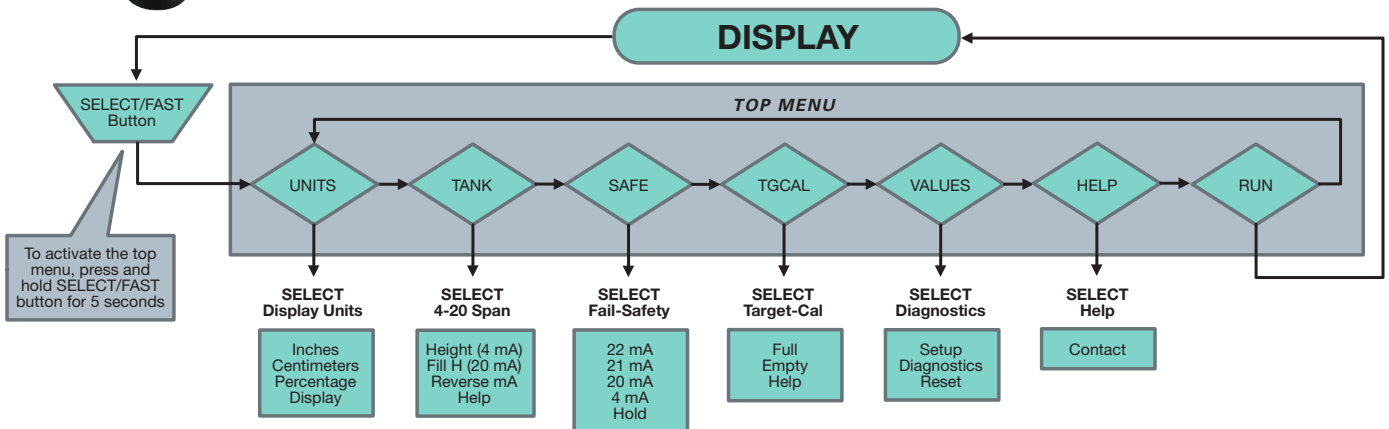 DISPLAY
SELECT/FAST
Button
TOP MENU
UNITS
TANK
SAFE
TGCAL
VALUES
HELP
RUN
To activate the top
menu, press and
hold SELECT/FAST
button for 5 seconds
SELECT
Display Units
Inches
Centimeters
Percentage
Display
SELECT
4-20 Span
Height (4 mA)
Fill H (20 mA)
Reverse mA
Help
SELECT
Fail-Safety
22 mA
21 mA
20 mA
4 mA
Hold
SELECT
Target-Cal
Full
Empty
Help
SELECT
Diagnostics
Setup
Diagnostics
Reset
SELECT
Help
Contact